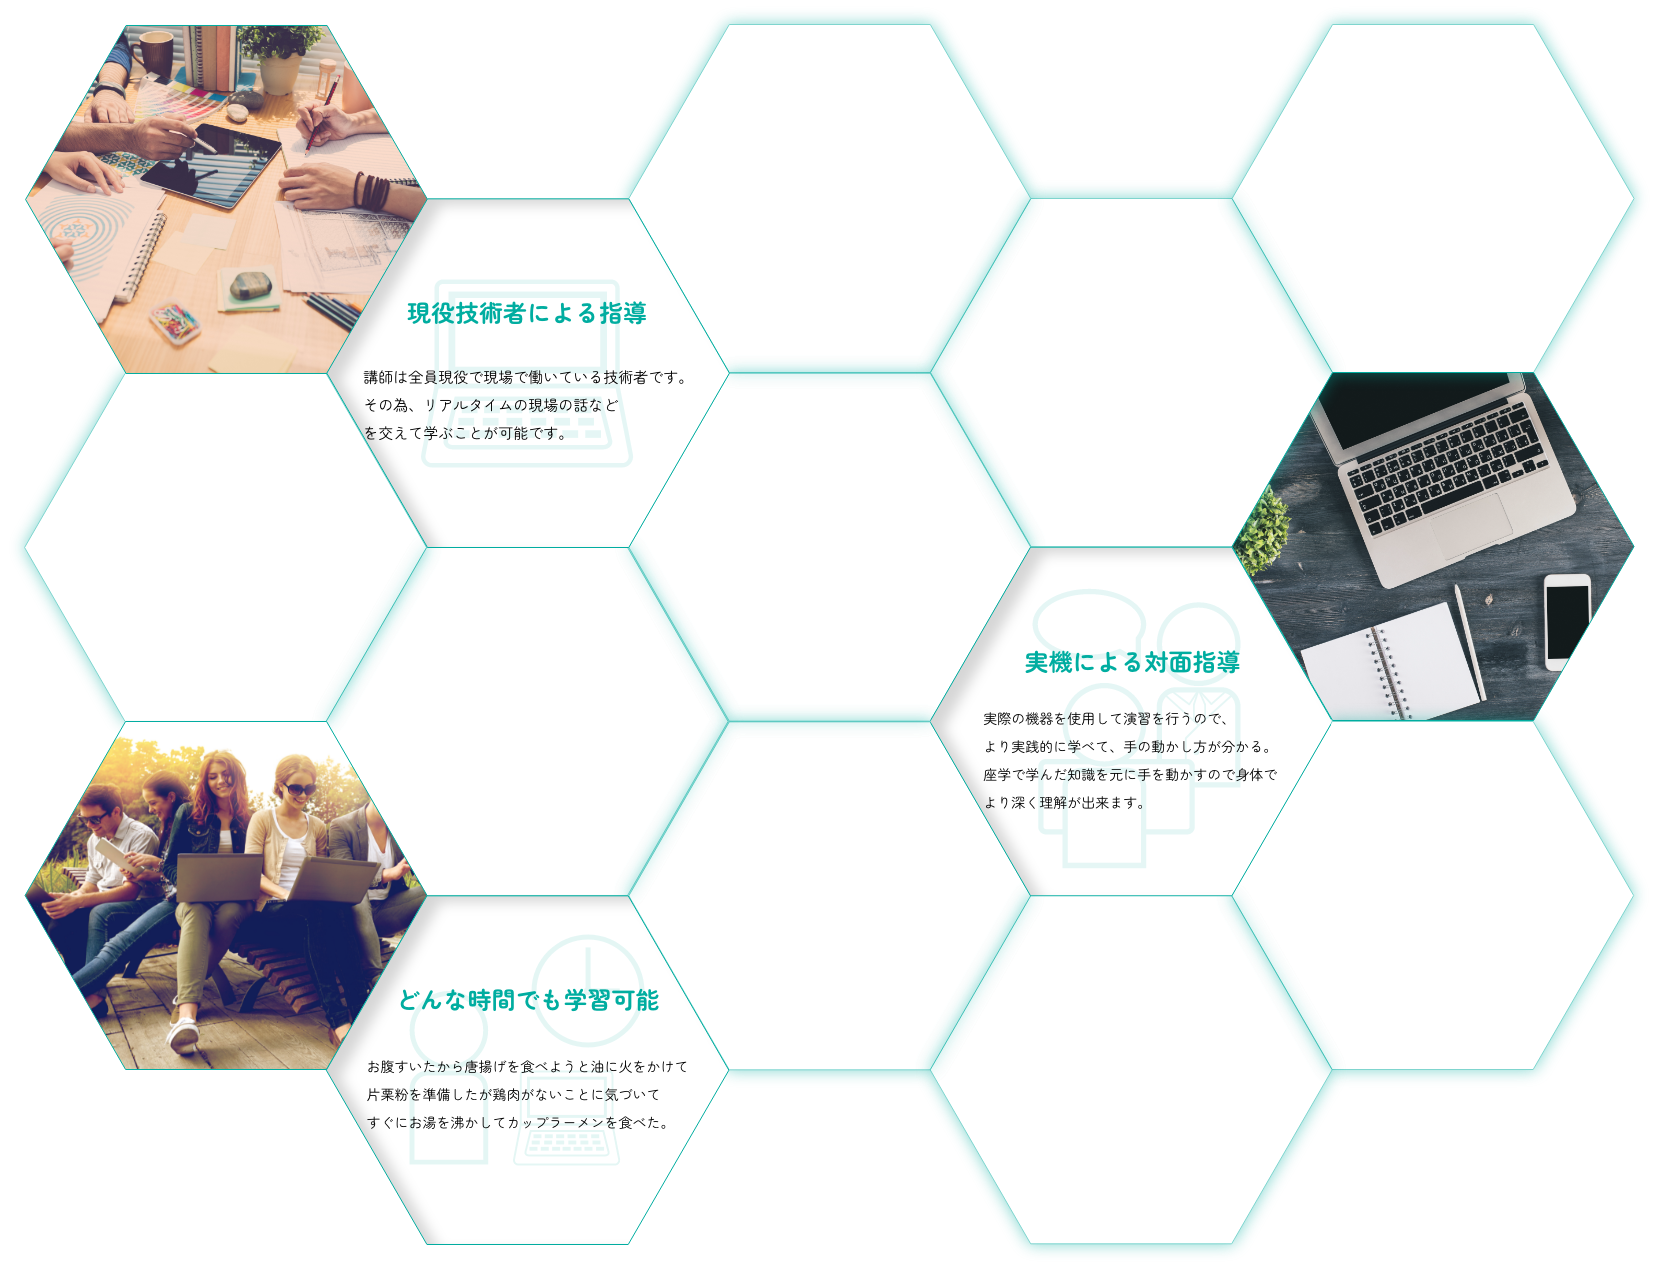 現役技術者による指導
講師は全員現役で現場で働いている技術者です。
その為、リアルタイムの現場の話など
を交えて学ぶことが可能です。
実機による対面指導
実際の機器を使用して演習を行うので、
より実践的に学べて、手の動かし方が分かる。
座学で学んだ知識を元に手を動かすので身体で
より深く理解が出来ます。
どんな時間でも学習可能
お腹すいたから唐揚げを食べようと油に火をかけて
片栗粉を準備したが鶏肉がないことに気づいて
すぐにお湯を沸かしてカップラーメンを食べた。